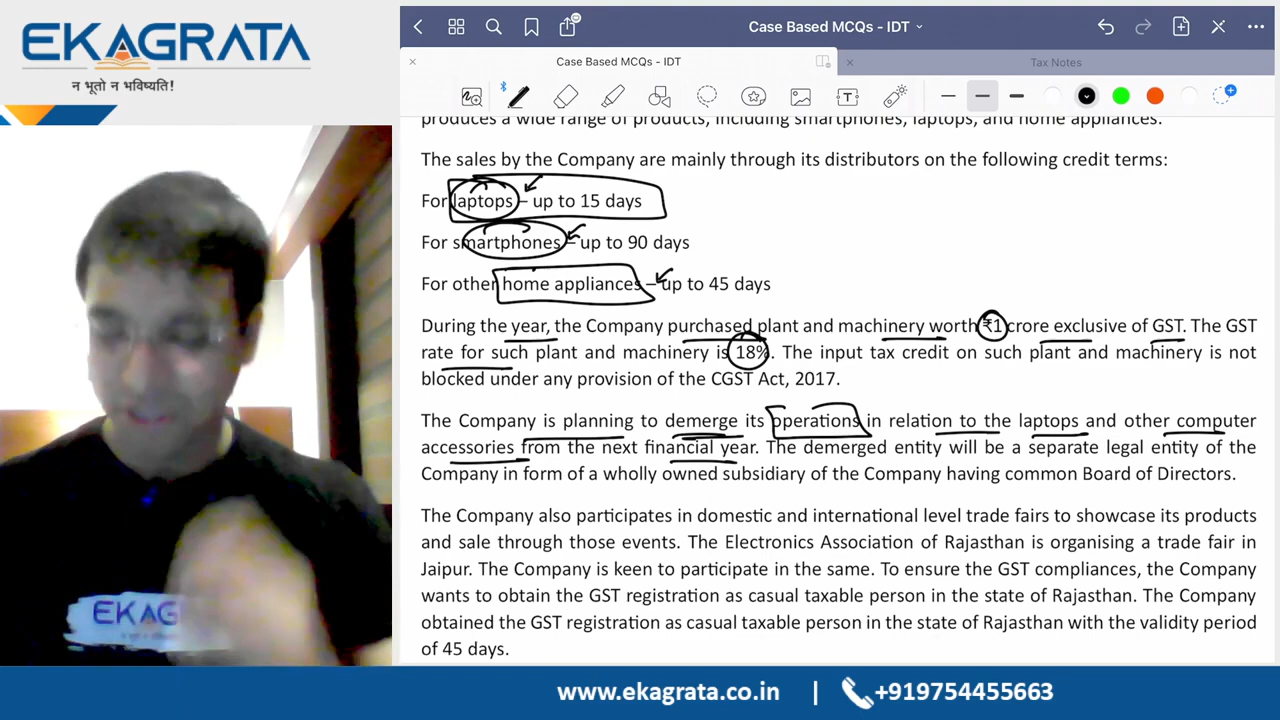 EKAGRATA
न भूतो न भविष्यति!
Case Based MCQs - IDT
Case Based MCQs - IDT
Tax Notes
produces a wide range of products, including smartphones, laptops, and home appliances.
The sales by the Company are mainly through its distributors on the following credit terms:
For laptops – up to 15 days
For smartphones – up to 90 days
For other home appliances – up to 45 days
During the year, the Company purchased plant and machinery worth ₹1 crore exclusive of GST. The GST
rate for such plant and machinery is 18%. The input tax credit on such plant and machinery is not
blocked under any provision of the CGST Act, 2017.
The Company is planning to demerge its operations in relation to the laptops and other computer
accessories from the next financial year. The demerged entity will be a separate legal entity of the
Company in form of a wholly owned subsidiary of the Company having common Board of Directors.
The Company also participates in domestic and international level trade fairs to showcase its products
and sale through those events. The Electronics Association of Rajasthan is organising a trade fair in
Jaipur. The Company is keen to participate in the same. To ensure the GST compliances, the Company
wants to obtain the GST registration as casual taxable person in the state of Rajasthan. The Company
obtained the GST registration as casual taxable person in the state of Rajasthan with the validity period
of 45 days.
EKAG
www.ekagrata.co.in | +919754455663